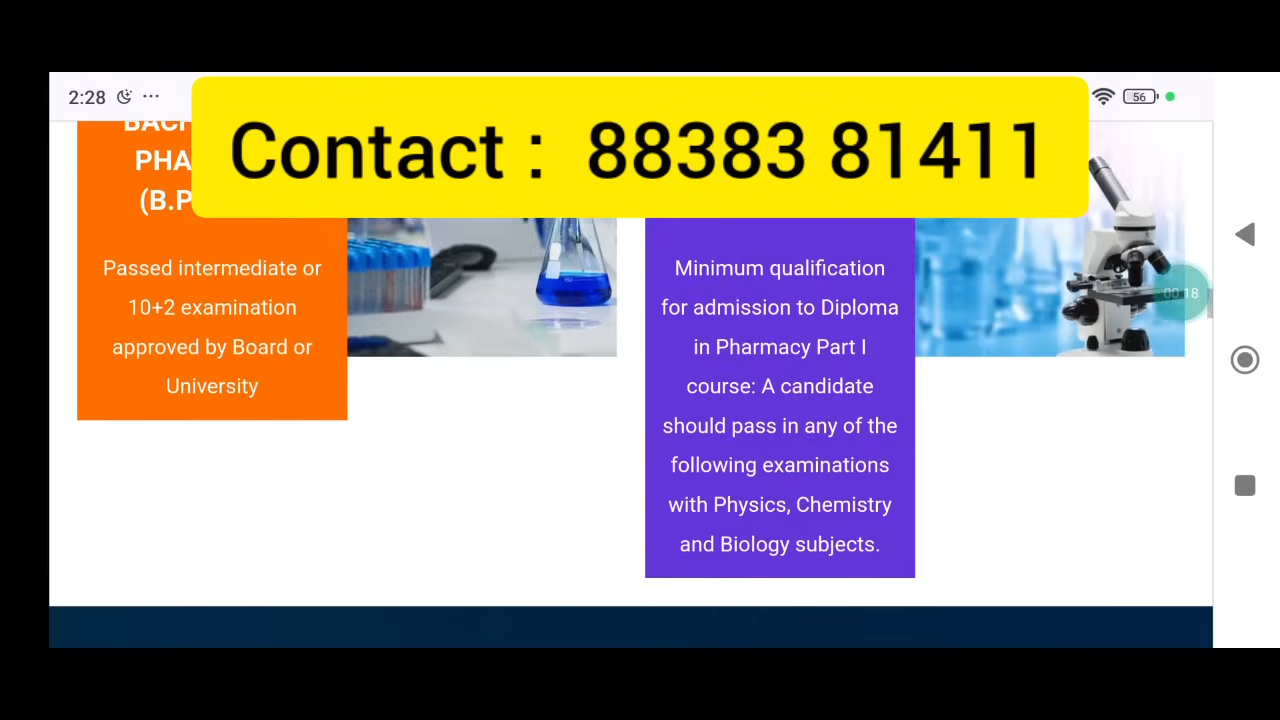 2:28
56
Contact : 88383 81411
PHA
(B.P
Passed intermediate or
10+2 examination
approved by Board or
University
Minimum qualification
for admission to Diploma
in Pharmacy Part I
course: A candidate
should pass in any of the
following examinations
with Physics, Chemistry
and Biology subjects.
00:18